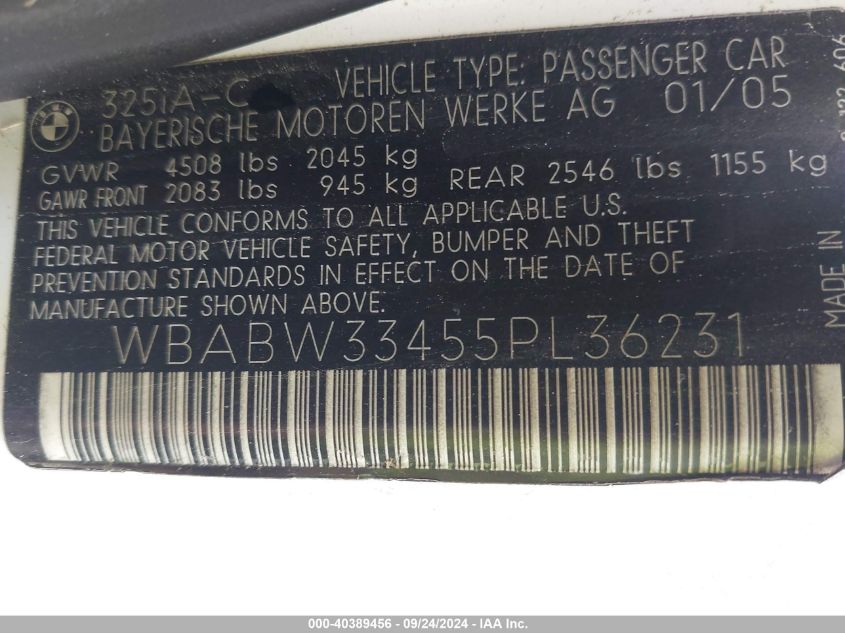 BMW
325iA-C VEHICLE TYPE: PASSENGER CAR
BAYERISCHE MOTOREN WERKE AG 01/05
GVWR 4508 lbs 2045 kg
GAWR FRONT 2083 lbs 945 kg REAR 2546 lbs 1155 kg
THIS VEHICLE CONFORMS TO ALL APPLICABLE U.S.
FEDERAL MOTOR VEHICLE SAFETY, BUMPER AND THEFT
PREVENTION STANDARDS IN EFFECT ON THE DATE OF
MANUFACTURE SHOWN ABOVE.
WBABW33455PL36231
MADE IN
122 606
000-40389456 - 09/24/2024 - IAA Inc.